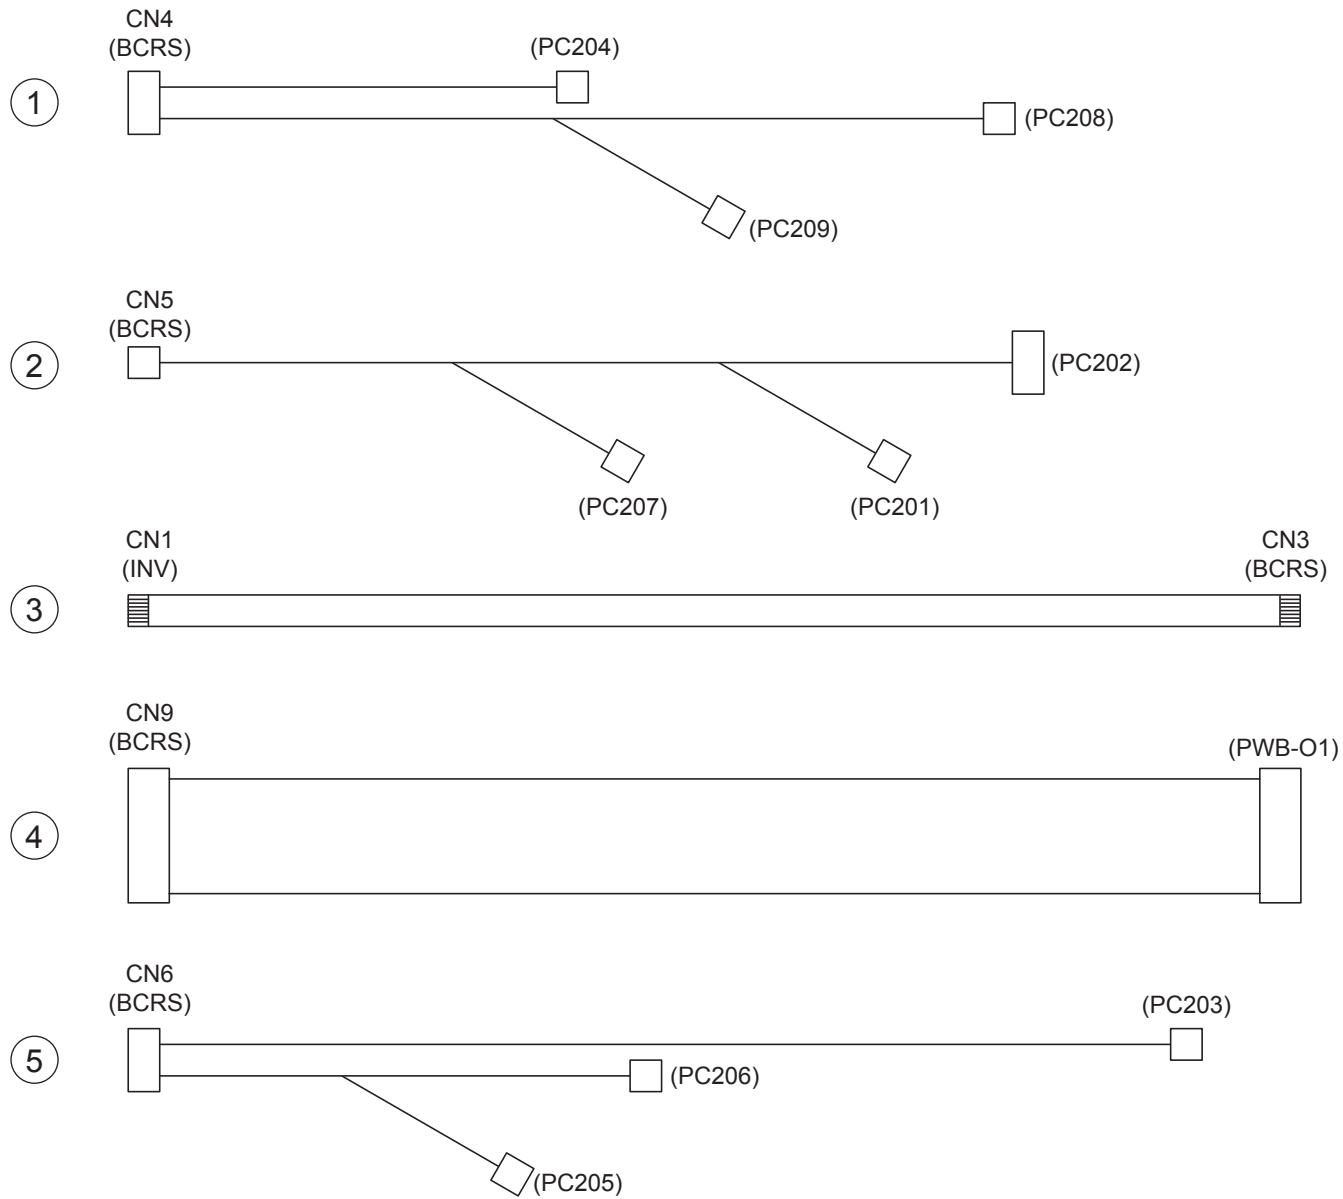 CN4
(BCRS)
(PC204)
1
(PC208)
(PC209)
CN5
(BCRS)
2
(PC202)
(PC207)
(PC201)
CN1
(INV)
CN3
(BCRS)
3
CN9
(BCRS)
(PWB-O1)
4
CN6
(BCRS)
(PC203)
5
(PC206)
(PC205)